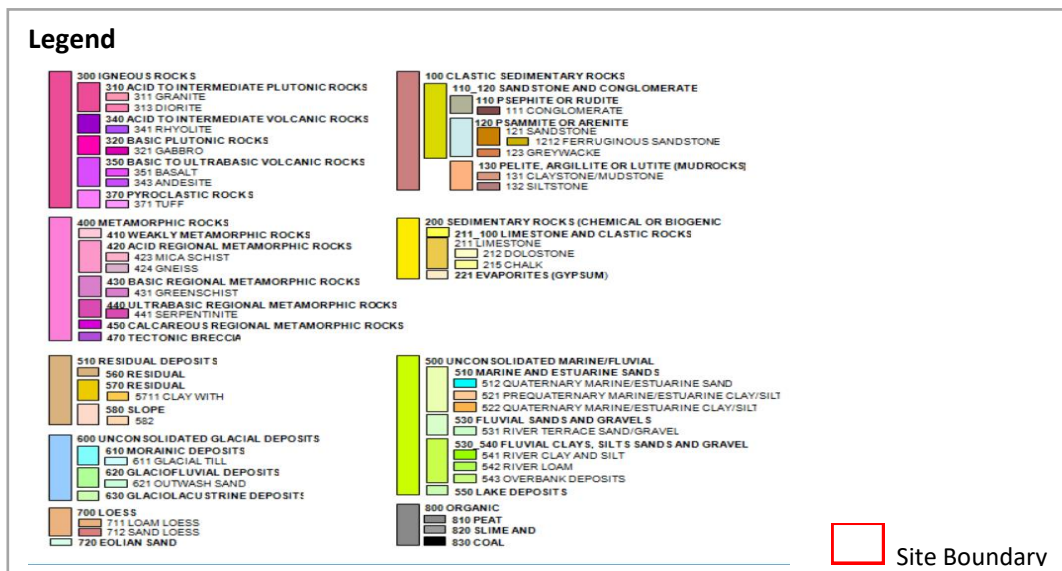 Legend
300 IGNEOUS ROCKS
310 ACID TO INTERMEDIATE PLUTONIC ROCKS
311 GRANITE
313 DIORITE
340 ACID TO INTERMEDIATE VOLCANIC ROCKS
341 RHYOLITE
320 BASIC PLUTONIC ROCKS
321 GABBRO
350 BASIC TO ULTRABASIC VOLCANIC ROCKS
351 BASALT
343 ANDESITE
370 PYROCLASTIC ROCKS
371 TUFF
400 METAMORPHIC ROCKS
410 WEAKLY METAMORPHIC ROCKS
420 ACID REGIONAL METAMORPHIC ROCKS
423 MICA SCHIST
424 GNEISS
430 BASIC REGIONAL METAMORPHIC ROCKS
431 GREENSCHIST
440 ULTRABASIC REGIONAL METAMORPHIC ROCKS
441 SERPENTINITE
450 CALCAREOUS REGIONAL METAMORPHIC ROCKS
470 TECTONIC BRECCIA
510 RESIDUAL DEPOSITS
560 RESIDUAL
570 RESIDUAL
5711 CLAY WITH
580 SLOPE
582
600 UNCONSOLIDATED GLACIAL DEPOSITS
610 MORAINIC DEPOSITS
611 GLACIAL TILL
620 GLACIOFLUVIAL DEPOSITS
621 OUTWASH SAND
630 GLACIOLACUSTRINE DEPOSITS
700 LOESS
711 LOAM LOESS
712 SAND LOESS
720 EOLIAN SAND
100 CLASTIC SEDIMENTARY ROCKS
110_120 SANDSTONE AND CONGLOMERATE
110 PSEPHITE OR RUDITE
111 CONGLOMERATE
120 PSAMMITE OR ARENITE
121 SANDSTONE
1212 FERRUGINOUS SANDSTONE
123 GREYWACKE
130 PELITE, ARGILLITE OR LUTITE (MUDROCKS)
131 CLAYSTONE/MUDSTONE
132 SILTSTONE
200 SEDIMENTARY ROCKS (CHEMICAL OR BIOGENIC
211_100 LIMESTONE AND CLASTIC ROCKS
211 LIMESTONE
212 DOLOSTONE
215 CHALK
221 EVAPORITES (GYPSUM)
500 UNCONSOLIDATED MARINE/FLUVIAL
510 MARINE AND ESTUARINE SANDS
512 QUATERNARY MARINE/ESTUARINE SAND
521 PREQUATERNARY MARINE/ESTUARINE CLAY/SILT
522 QUATERNARY MARINE/ESTUARINE CLAY/SILT
530 FLUVIAL SANDS AND GRAVELS
531 RIVER TERRACE SAND/GRAVEL
530_540 FLUVIAL CLAYS, SILTS SANDS AND GRAVEL
541 RIVER CLAY AND SILT
542 RIVER LOAM
543 OVERBANK DEPOSITS
550 LAKE DEPOSITS
800 ORGANIC
810 PEAT
820 SLIME AND
830 COAL
Site Boundary